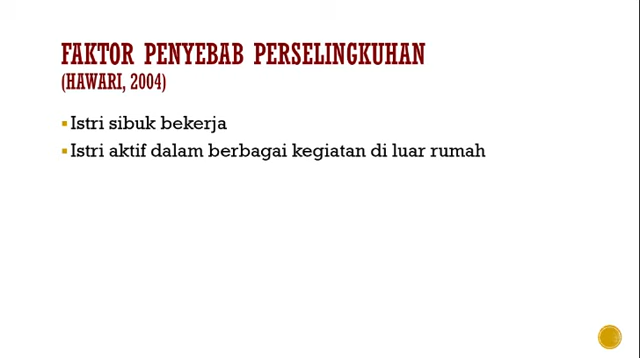 FAKTOR PENYEBAB PERSELINGKUHAN
(HAWARI, 2004)
Istri sibuk bekerja
Istri aktif dalam berbagai kegiatan di luar rumah